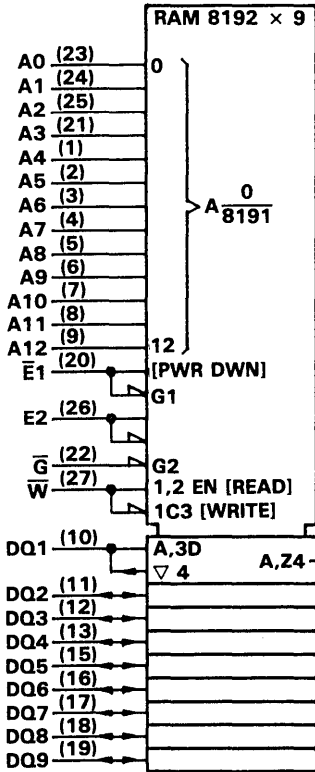 RAM 8192 × 9
A0 (23) 0
A1 (24)
A2 (25)
A3 (21)
A4 (1)
A5 (2)
A6 (3) A 0
A7 (4) 8191
A8 (5)
A9 (6)
A10 (7)
A11 (8)
A12 (9) 12
E1 (20) [PWR DWN]
G1
E2 (26)
G (22) G2
W (27) 1,2 EN [READ]
1C3 [WRITE]
DQ1 (10) A,3D
▽ 4 A,Z4
DQ2 (11)
DQ3 (12)
DQ4 (13)
DQ5 (15)
DQ6 (16)
DQ7 (17)
DQ8 (18)
DQ9 (19)